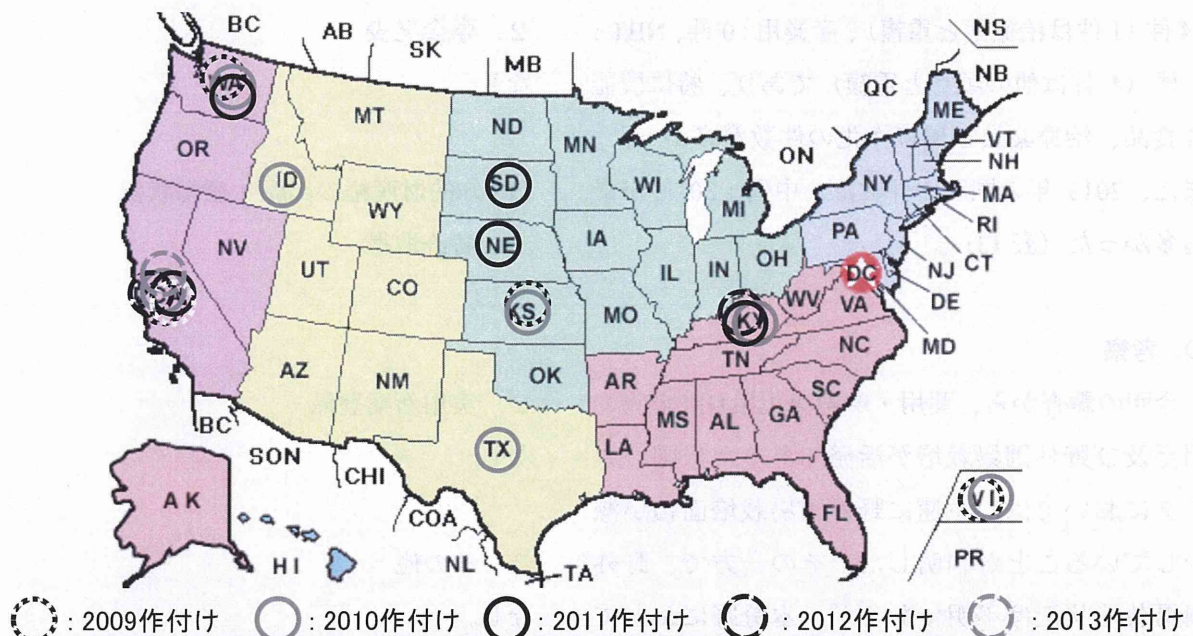 BC
AB
SK
MB
ON
QC
NS
NB
WA
MT
ND
MN
ME
OR
ID
SD
WI
MI
NY
NH
MA
WY
NE
IA
PA
RI
CT
NV
UT
CO
KS
IL
IN
OH
NJ
DE
DC
WV
VA
MD
MO
KY
AZ
NM
OK
AR
TN
NC
SC
TX
LA
MS
AL
GA
FL
BC
SON
CHI
COA
NL
TA
AK
HI
VI
PR
: 2009作付け : 2010作付け : 2011作付け : 2012作付け : 2013作付け